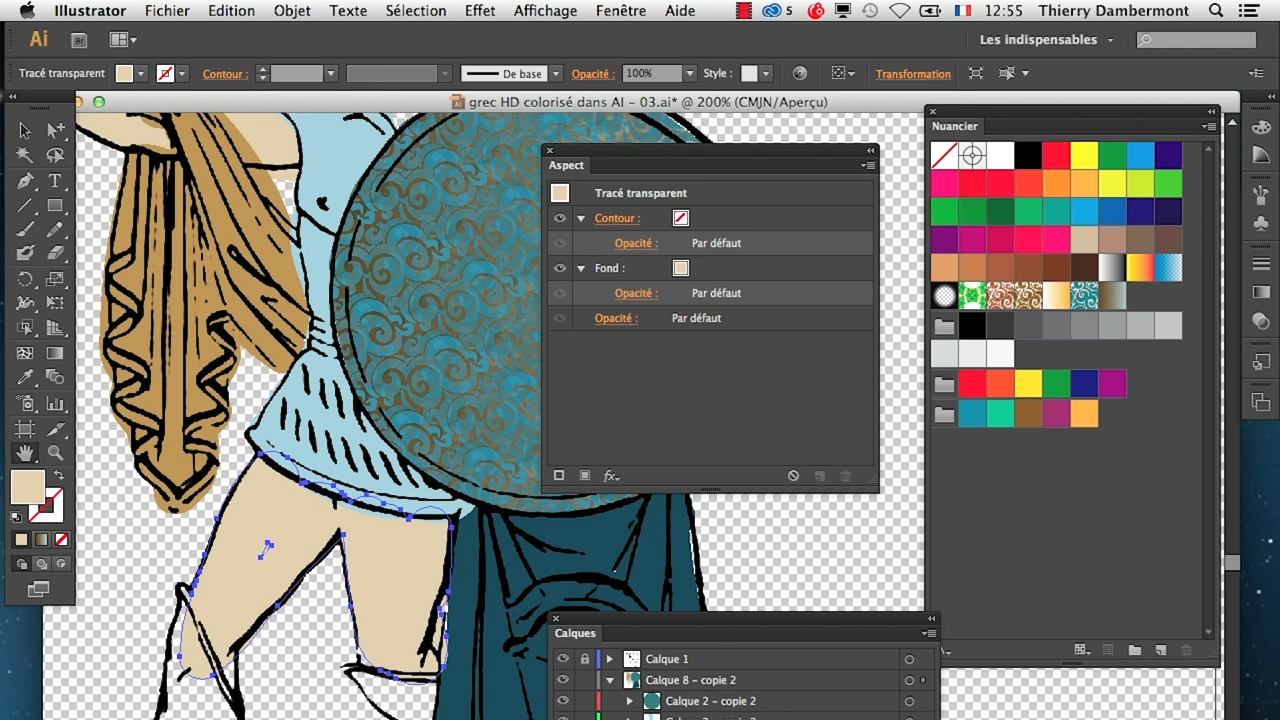 Illustrator Fichier Edition Objet Texte Sélection Effet Affichage Fenêtre Aide 5 12:55 Thierry Dambermont
Ai Br Les indispensables
Tracé transparent Contour : De base Opacité : 100% Style : Transformation
grec HD colorisé dans AI - 03.ai* @ 200% (CMJN/Aperçu)
Nuancier
Aspect
Tracé transparent
Contour :
Opacité : Par défaut
Fond :
Opacité : Par défaut
Opacité : Par défaut
fx
Calques
Calque 1
Calque 8 - copie 2
Calque 2 - copie 2